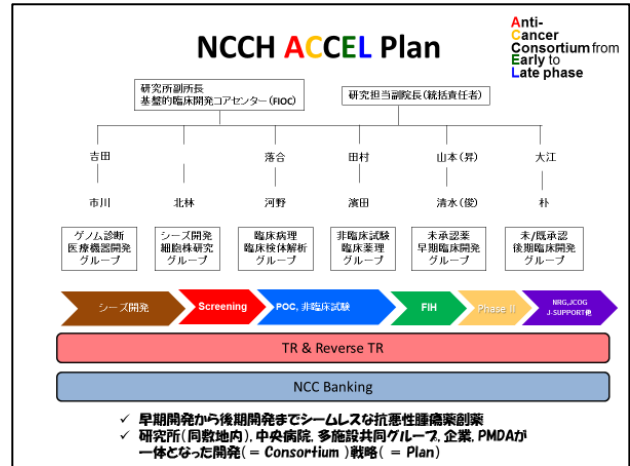 NCCH ACCEL Plan
Anti-
Cancer
Consortium from
Early to
Late phase
研究所副所長
基盤的臨床開発コアセンター(FIOC)
研究担当副院長(統括責任者)
吉田
落合
田村
山本(昇)
大江
市川
北林
河野
濱田
清水(俊)
朴
ゲノム診断
医療機器開発
グループ
シーズ開発
細胞株研究
グループ
臨床病理
臨床検体解析
グループ
非臨床試験
臨床薬理
グループ
未承認薬
早期臨床開発
グループ
未/既承認
後期臨床開発
グループ
シーズ開発
Screening
POC, 非臨床試験
FIH
Phase II
NRG,JCOG
J-SUPPORT他
TR & Reverse TR
NCC Banking
✓ 早期開発から後期開発までシームレスな抗悪性腫瘍薬創薬
✓ 研究所(同敷地内), 中央病院, 多施設共同グループ, 企業, PMDAが
一体となった開発( = Consortium )戦略( = Plan)